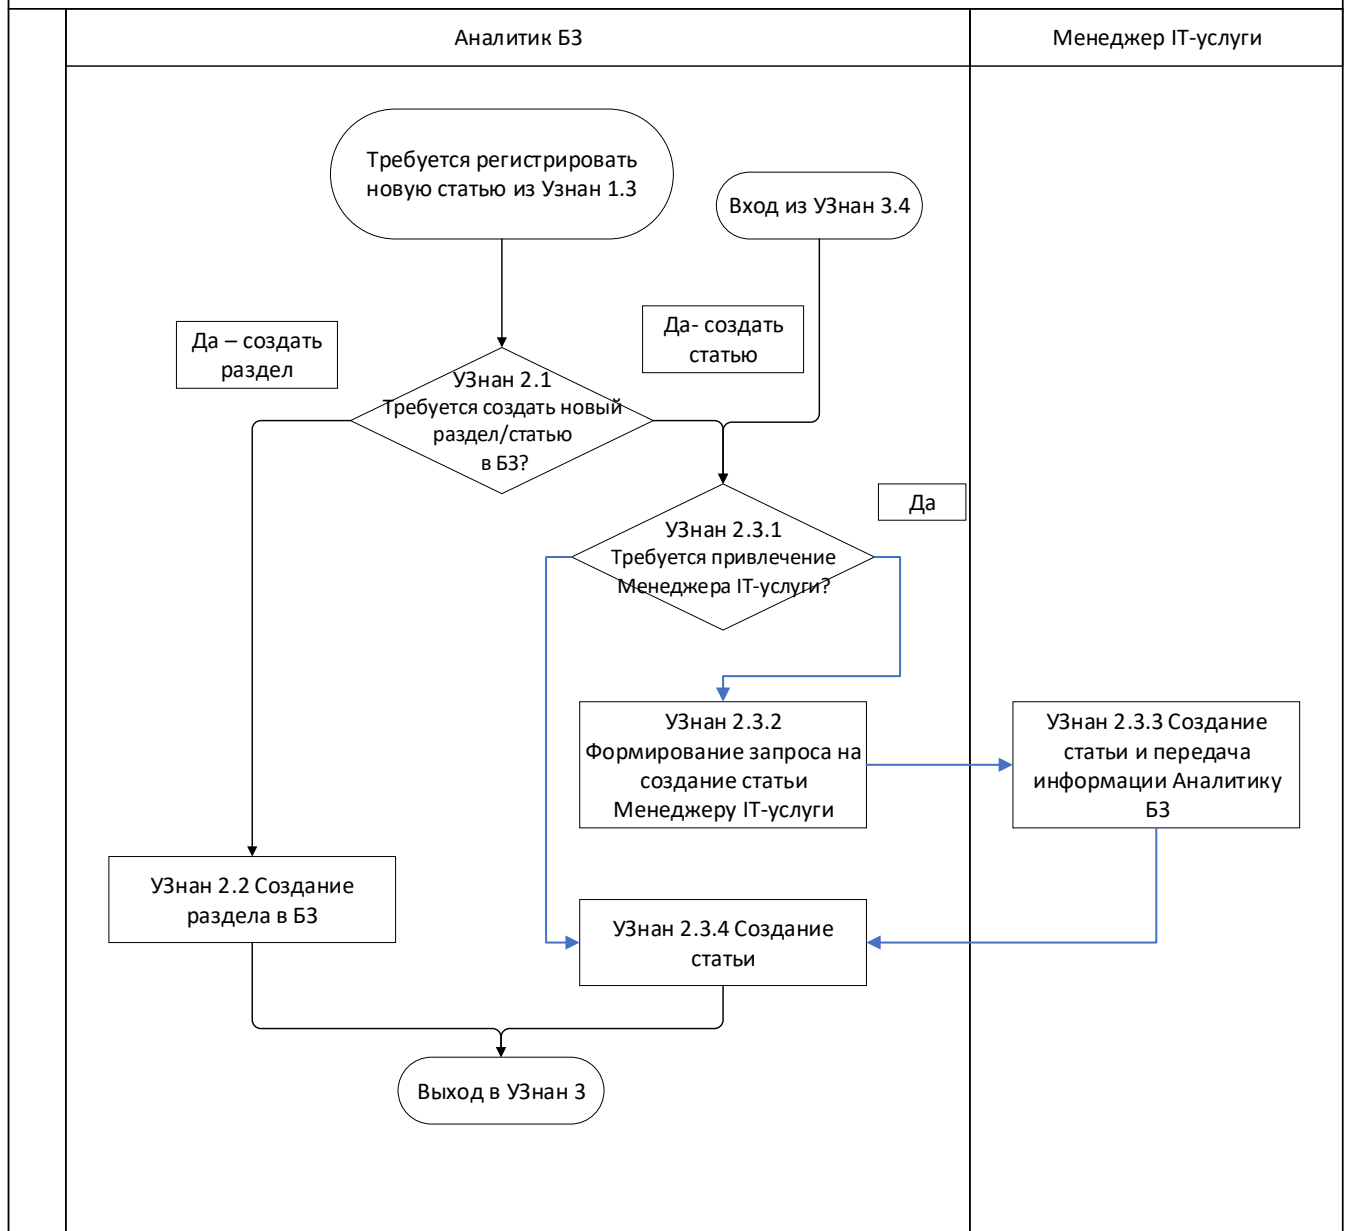 Аналитик БЗ
Менеджер IT-услуги
Требуется регистрировать
новую статью из Узнан 1.3
Вход из УЗнан 3.4
Да – создать
раздел
Да- создать
статью
УЗнан 2.1
Требуется создать новый
раздел/статью
в БЗ?
Да
УЗнан 2.3.1
Требуется привлечение
Менеджера IT-услуги?
УЗнан 2.3.2
Формирование запроса на
создание статьи
Менеджеру IT-услуги
УЗнан 2.3.3 Создание
статьи и передача
информации Аналитику
БЗ
УЗнан 2.2 Создание
раздела в БЗ
УЗнан 2.3.4 Создание
статьи
Выход в УЗнан 3